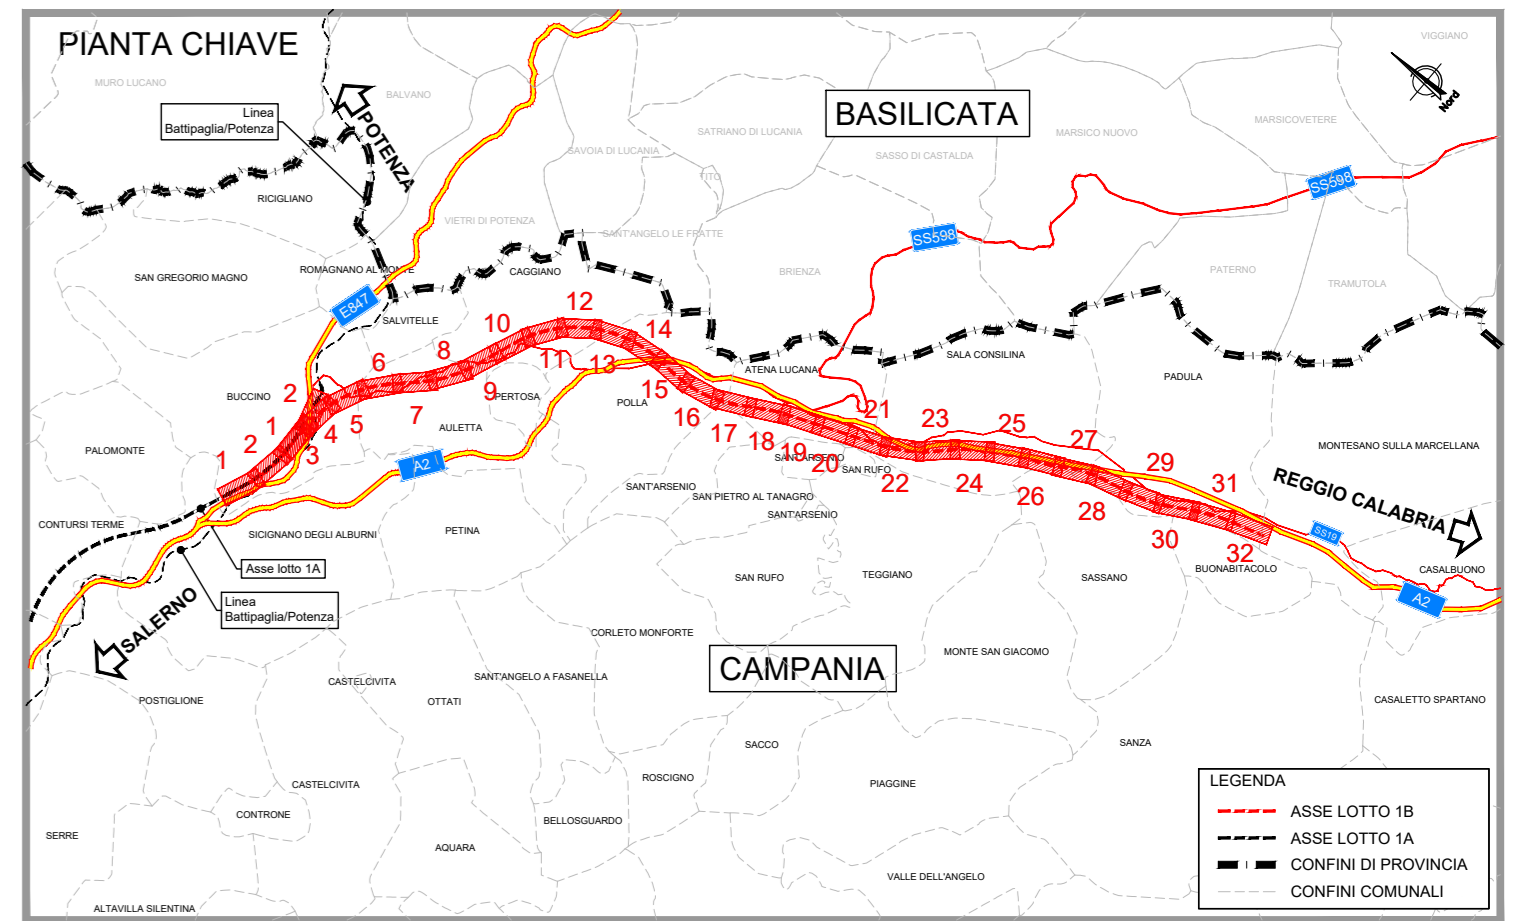 PIANTA CHIAVE
VIGGIANO
MURO LUCANO
BALVANO
Linea
Battipaglia/Potenza
POTENZA
BASILICATA
Nord
SATRIANO DI LUCANIA
MARSICO NUOVO
MARSICOVETERE
SAVOIA DI LUCANIA
SASSO DI CASTALDA
TITO
SS598
RICIGLIANO
VIETRI DI POTENZA
SANT'ANGELO LE FRATTE
SS598
SAN GREGORIO MAGNO
ROMAGNANO AL MONTE
CAGGIANO
BRIENZA
PATERNO
TRAMUTOLA
E847
SALVITELLE
12
10
14
8
11
13
6
9
SALA CONSILINA
ATENA LUCANA
PADULA
2
BUCCINO
7
PERTOSA
POLLA
15
16
5
4
1
AULETTA
17
18
21
23
25
27
MONTESANO SULLA MARCELLANA
PALOMONTE
2
3
19
20
SANT'ARSENIO
SAN RUFO
22
24
26
28
29
31
1
A2
SANT'ARSENIO
SAN PIETRO AL TANAGRO
SANT'ARSENIO
30
32
REGGIO CALABRIA
CONTURSI TERME
SICIGNANO DEGLI ALBURNI
PETINA
SS19
Asse lotto 1A
SAN RUFO
TEGGIANO
SASSANO
BUONABITACOLO
CASALBUONO
A2
Linea
Battipaglia/Potenza
SALERNO
CORLETO MONFORTE
CAMPANIA
MONTE SAN GIACOMO
SANT'ANGELO A FASANELLA
CASTELCIVITA
OTTATI
POSTIGLIONE
CASALETTO SPARTANO
SACCO
SANZA
ROSCIGNO
PIAGGINE
CASTELCIVITA
CONTRONE
BELLOSGUARDO
SERRE
AQUARA
VALLE DELL'ANGELO
ALTAVILLA SILENTINA
LEGENDA
ASSE LOTTO 1B
ASSE LOTTO 1A
CONFINI DI PROVINCIA
CONFINI COMUNALI